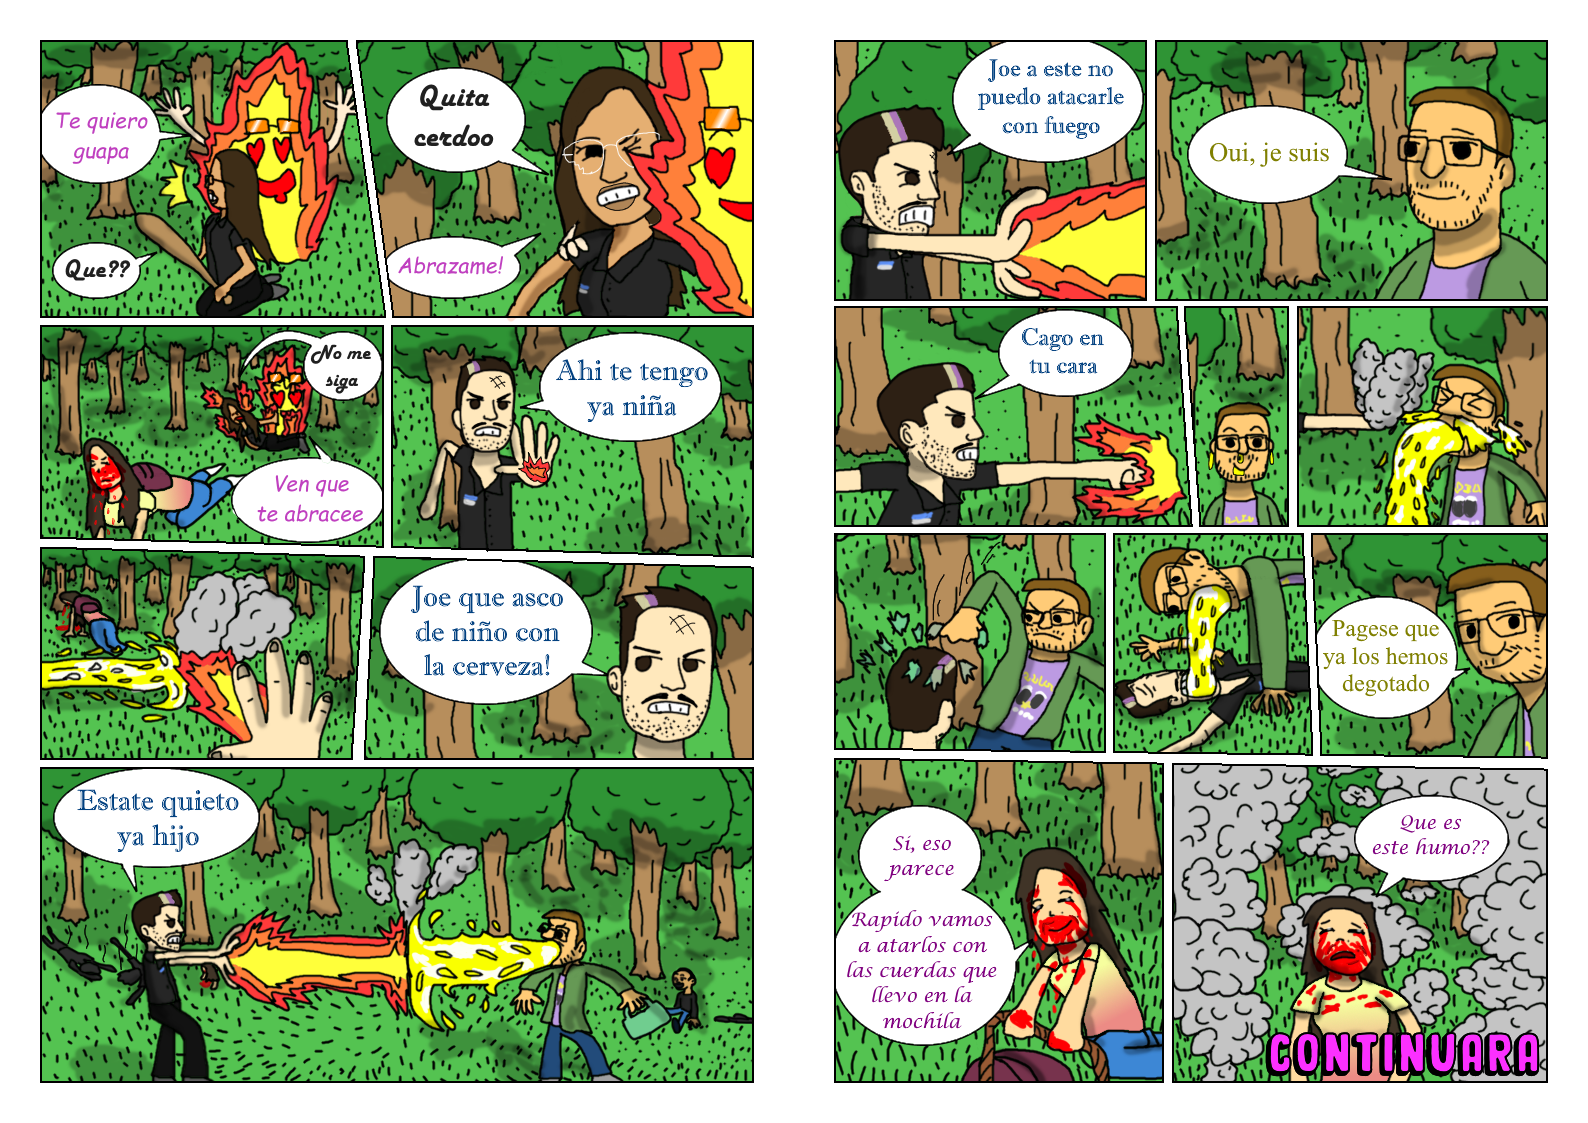 Te quiero
guapa
Que??
Quita
cerdoo
Abrazame!
No me
siga
Ven que
te abracee
Ahi te tengo
ya niña
Joe que asco
de niño con
la cerveza!
Estate quieto
ya hijo
Joe a este no
puedo atacarle
con fuego
Oui, je suis
Cago en
tu cara
Pagese que
ya los hemos
degotado
Sí, eso
parece
Rapido vamos
a atarlos con
las cuerdas que
llevo en la
mochila
Que es
este humo??
CONTINUARA